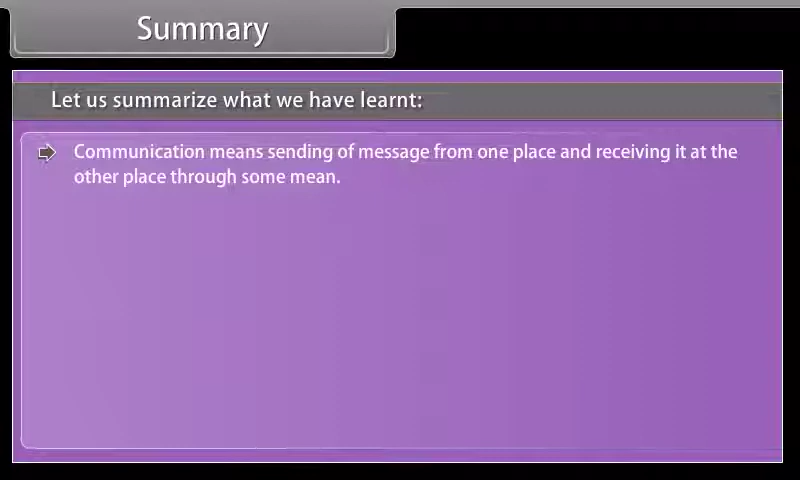 Summary
Let us summarize what we have learnt:
Communication means sending of message from one place and receiving it at the
other place through some mean.